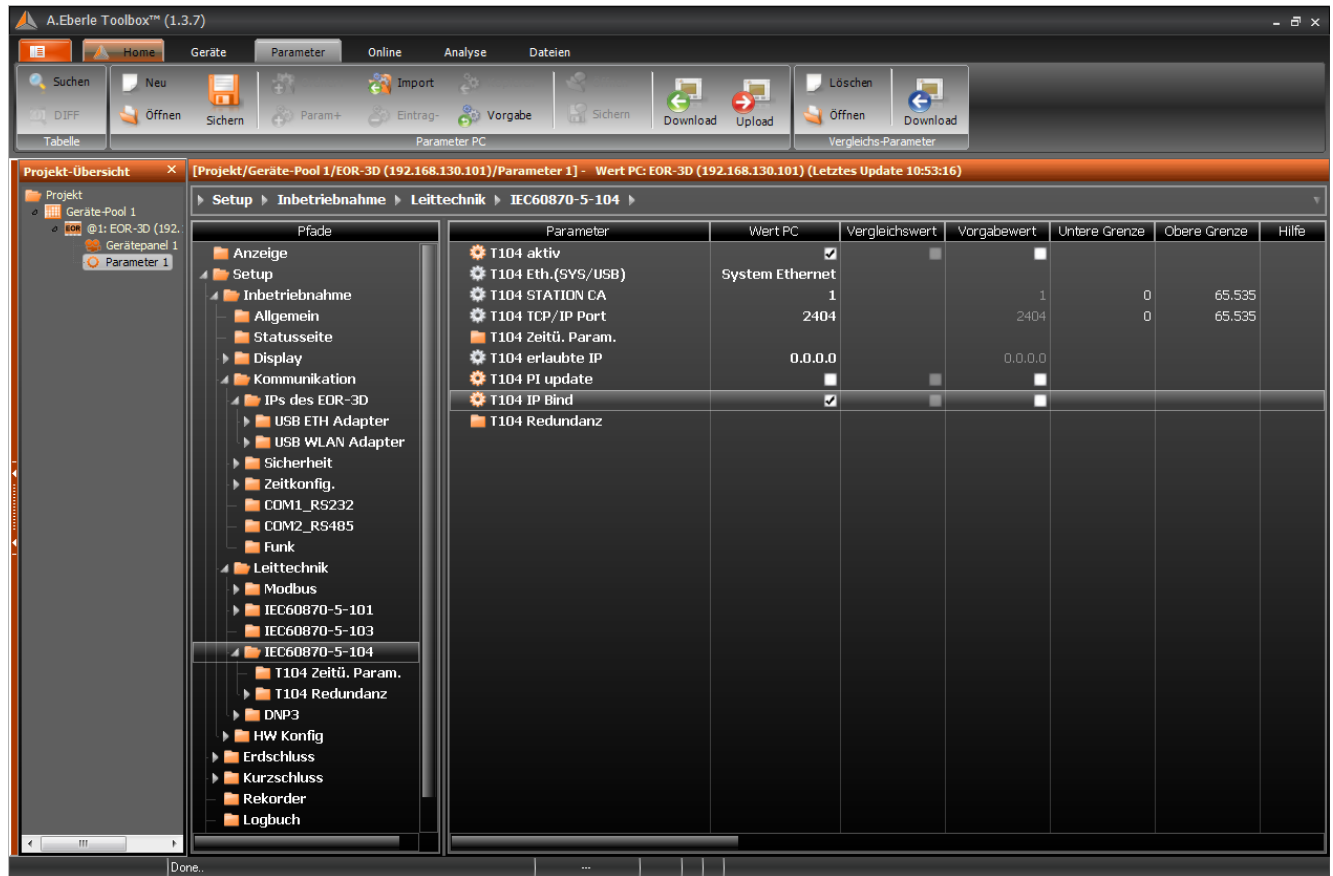 A.Eberle Toolbox™ (1.3.7)
Home Geräte Parameter Online Analyse Dateien
Suchen
DIFF
Tabelle
Neu
Öffnen
Sichern
Param+
Import
Eintrag-
Vorgabe
Sichern
Download
Upload
Parameter PC
Löschen
Öffnen
Download
Vergleichs-Parameter
Projekt-Übersicht
Projekt
Geräte-Pool 1
EOR @1: EOR-3D (192.
Gerätepanel 1
Parameter 1
[Projekt/Geräte-Pool 1/EOR-3D (192.168.130.101)/Parameter 1] - Wert PC: EOR-3D (192.168.130.101) (Letztes Update 10:53:16)
Setup Inbetriebnahme Leittechnik IEC60870-5-104
Pfade
Anzeige
Setup
Inbetriebnahme
Allgemein
Statusseite
Display
Kommunikation
IPs des EOR-3D
USB ETH Adapter
USB WLAN Adapter
Sicherheit
Zeitkonfig.
COM1_RS232
COM2_RS485
Funk
Leittechnik
Modbus
IEC60870-5-101
IEC60870-5-103
IEC60870-5-104
T104 Zeitü. Param.
T104 Redundanz
DNP3
HW Konfig
Erdschluss
Kurzschluss
Rekorder
Logbuch
Parameter Wert PC Vergleichswert Vorgabewert Untere Grenze Obere Grenze Hilfe
T104 aktiv
T104 Eth.(SYS/USB) System Ethernet
T104 STATION CA 1 1 0 65.535
T104 TCP/IP Port 2404 2404 0 65.535
T104 Zeitü. Param.
T104 erlaubte IP 0.0.0.0 0.0.0.0
T104 PI update
T104 IP Bind
T104 Redundanz
Done.. ...